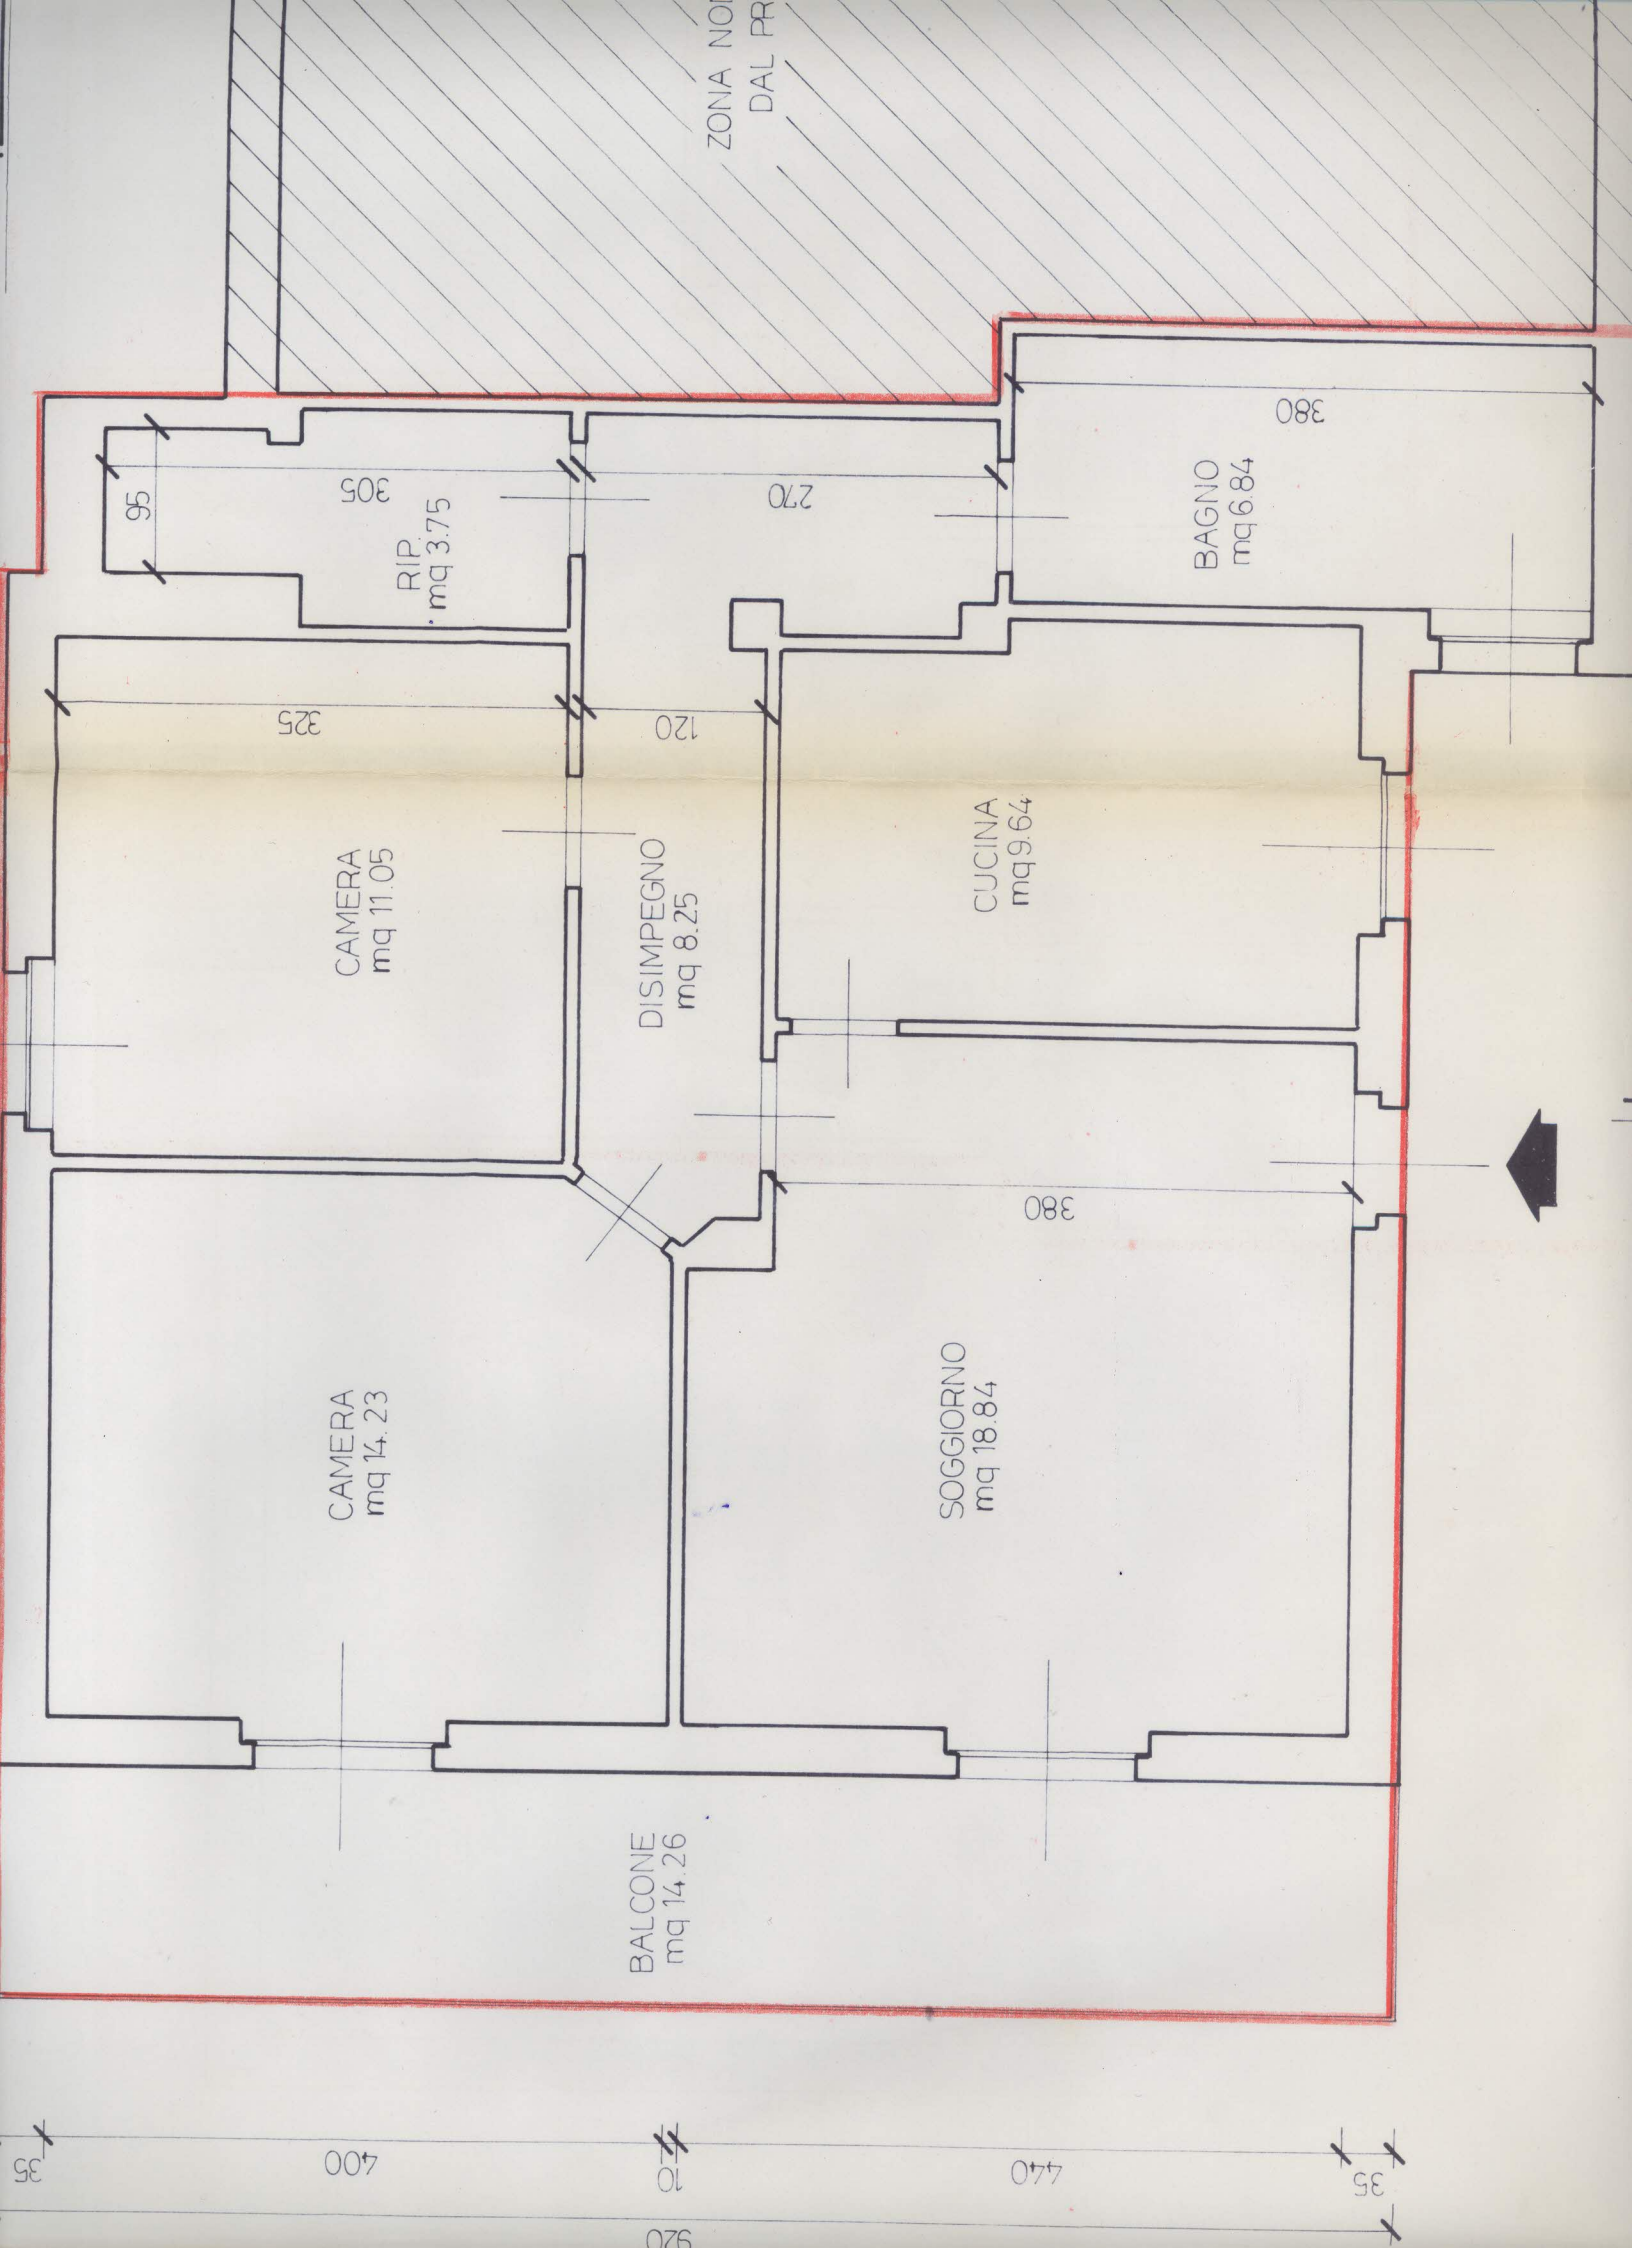 ZONA NO
DAL PR
95
305
RIP.
mq 3.75
270
380
BAGNO
mq 6.84
325
120
CAMERA
mq 11.05
DISIMPEGNO
mq 8.25
CUCINA
mq 9.64
380
CAMERA
mq 14.23
SOGGIORNO
mq 18.84
BALCONE
mq 14.26
35
400
10
440
35
920